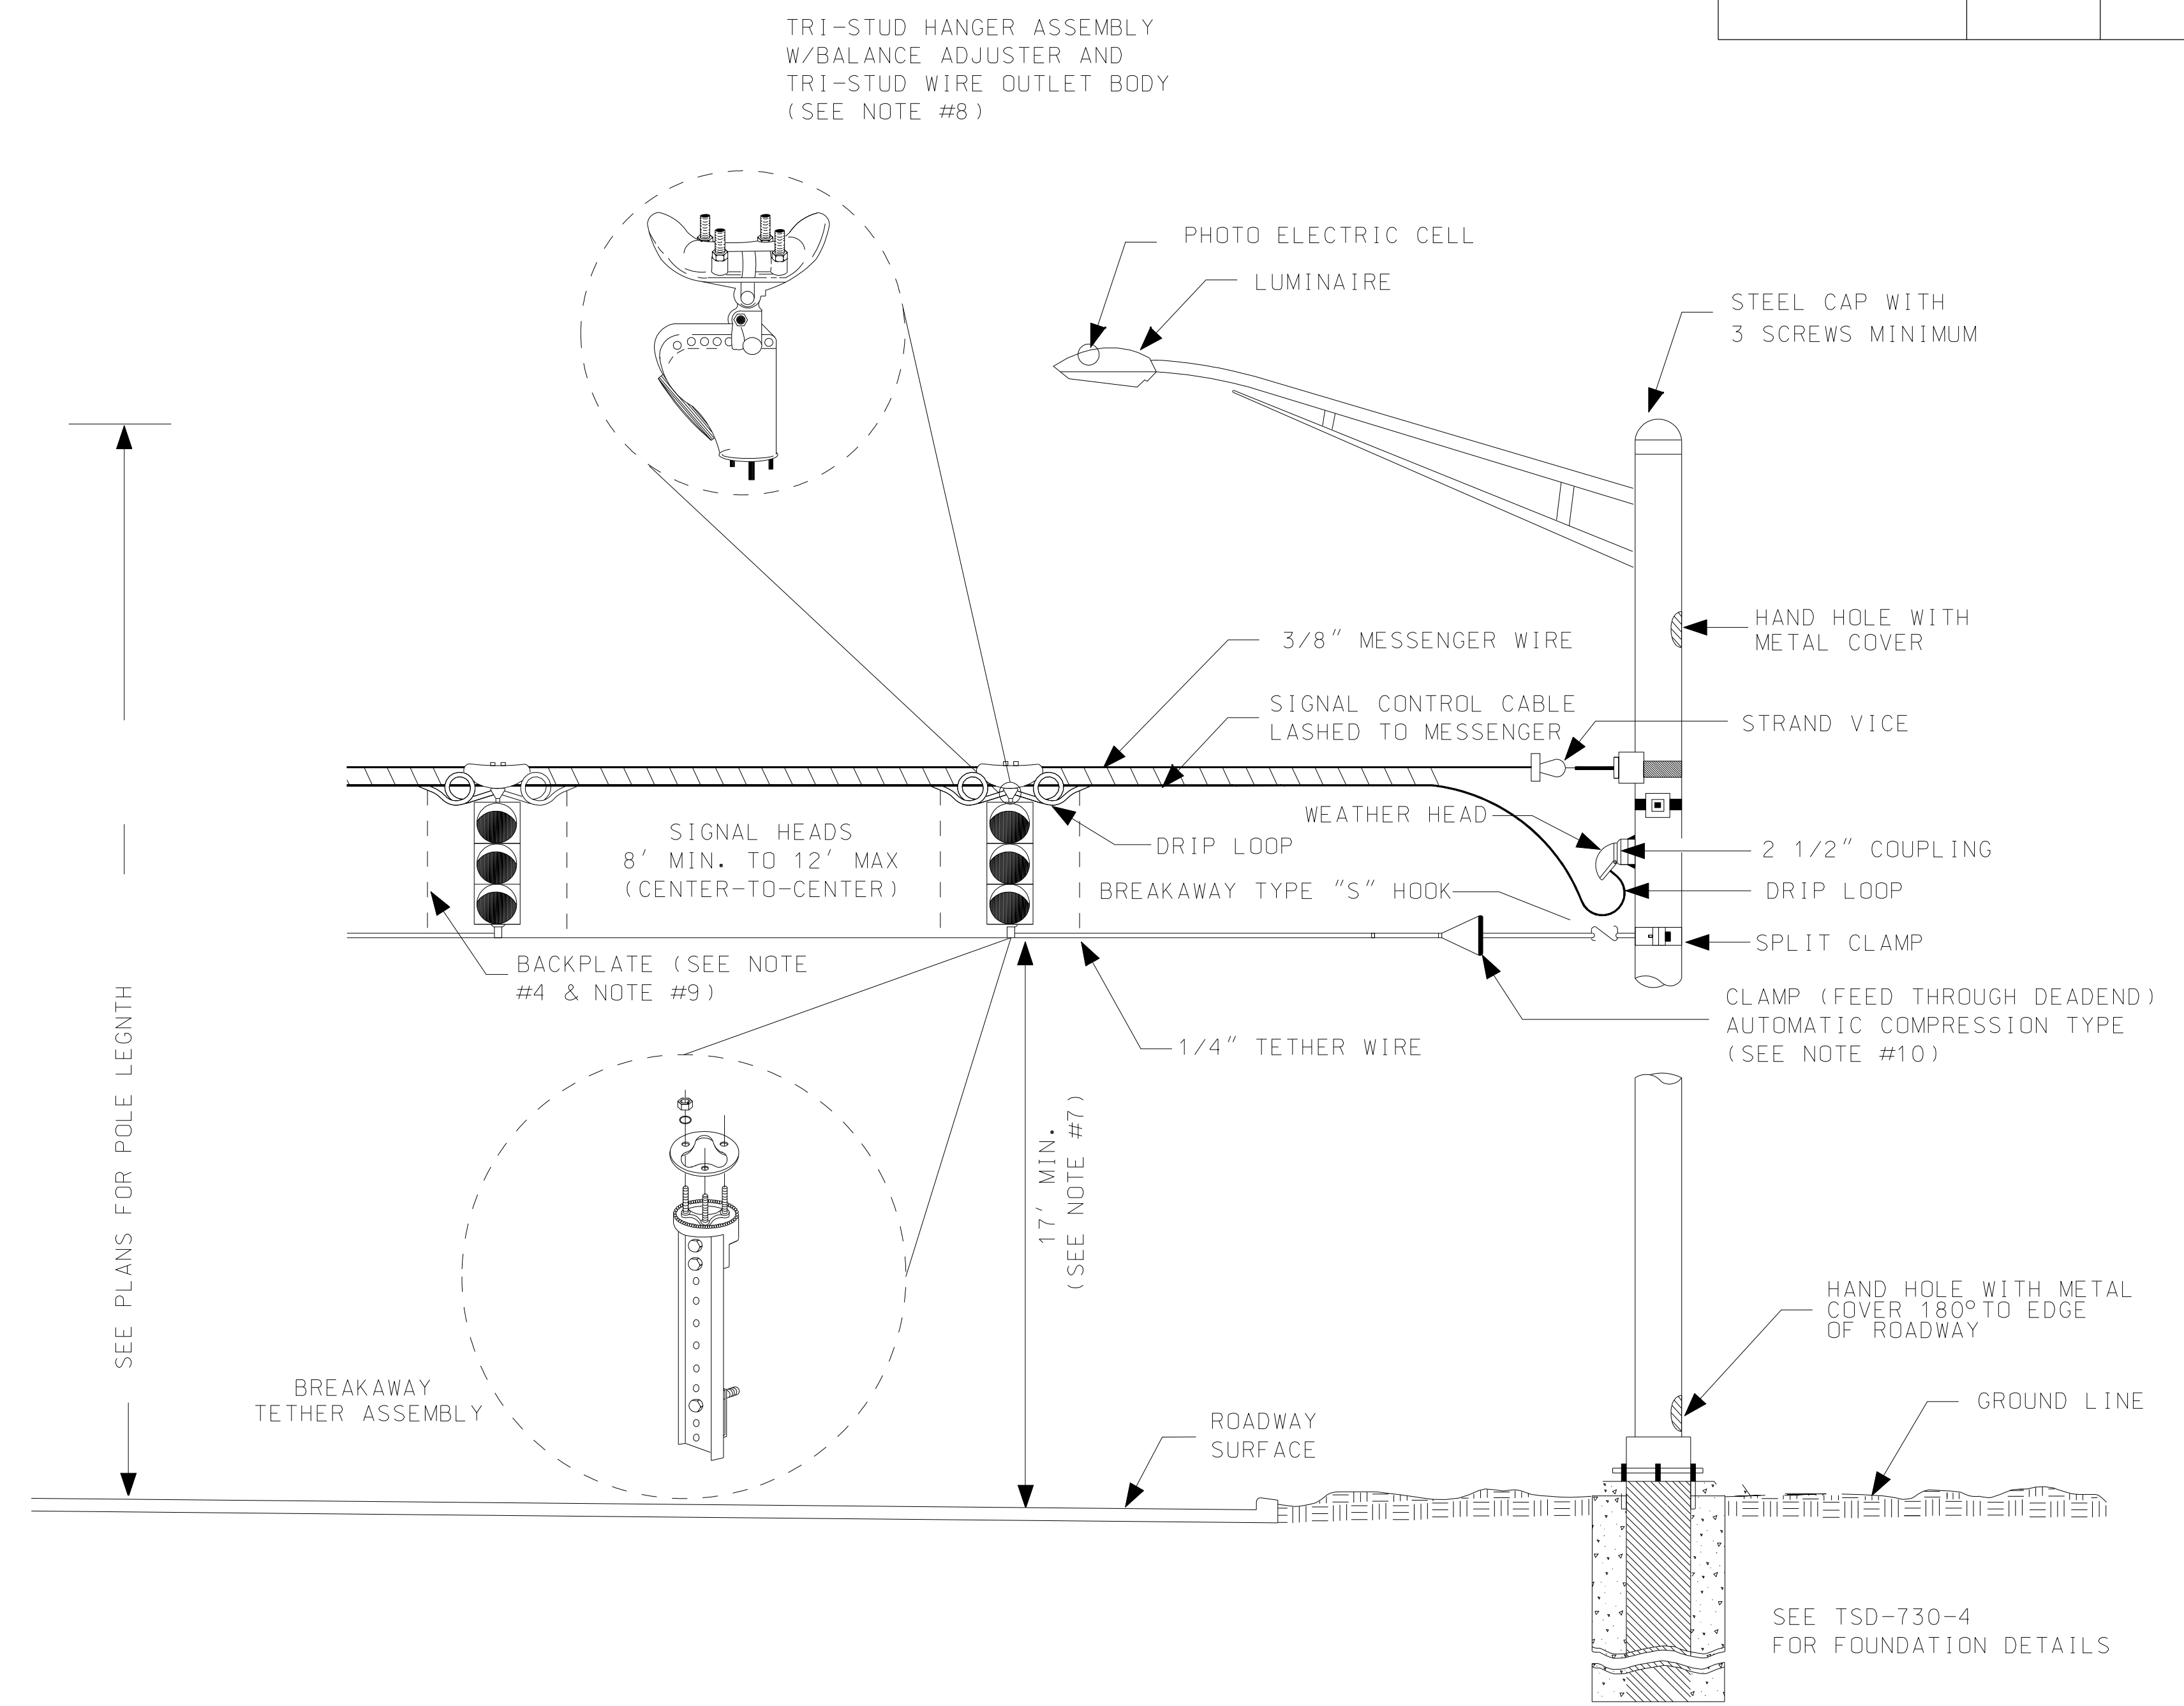 TRI-STUD HANGER ASSEMBLY
W/BALANCE ADJUSTER AND
TRI-STUD WIRE OUTLET BODY
(SEE NOTE #8)
PHOTO ELECTRIC CELL
LUMINAIRE
STEEL CAP WITH
3 SCREWS MINIMUM
HAND HOLE WITH
METAL COVER
3/8" MESSENGER WIRE
SIGNAL CONTROL CABLE
LASHED TO MESSENGER
STRAND VICE
WEATHER HEAD
SIGNAL HEADS
8' MIN. TO 12' MAX
(CENTER-TO-CENTER)
DRIP LOOP
2 1/2" COUPLING
BREAKAWAY TYPE "S" HOOK
DRIP LOOP
SPLIT CLAMP
BACKPLATE (SEE NOTE
#4 & NOTE #9)
CLAMP (FEED THROUGH DEADEND)
AUTOMATIC COMPRESSION TYPE
(SEE NOTE #10)
1/4" TETHER WIRE
SEE PLANS FOR POLE LEGNTH
17' MIN.
(SEE NOTE #7)
HAND HOLE WITH METAL
COVER 180° TO EDGE
OF ROADWAY
BREAKAWAY
TETHER ASSEMBLY
GROUND LINE
ROADWAY
SURFACE
SEE TSD-730-4
FOR FOUNDATION DETAILS